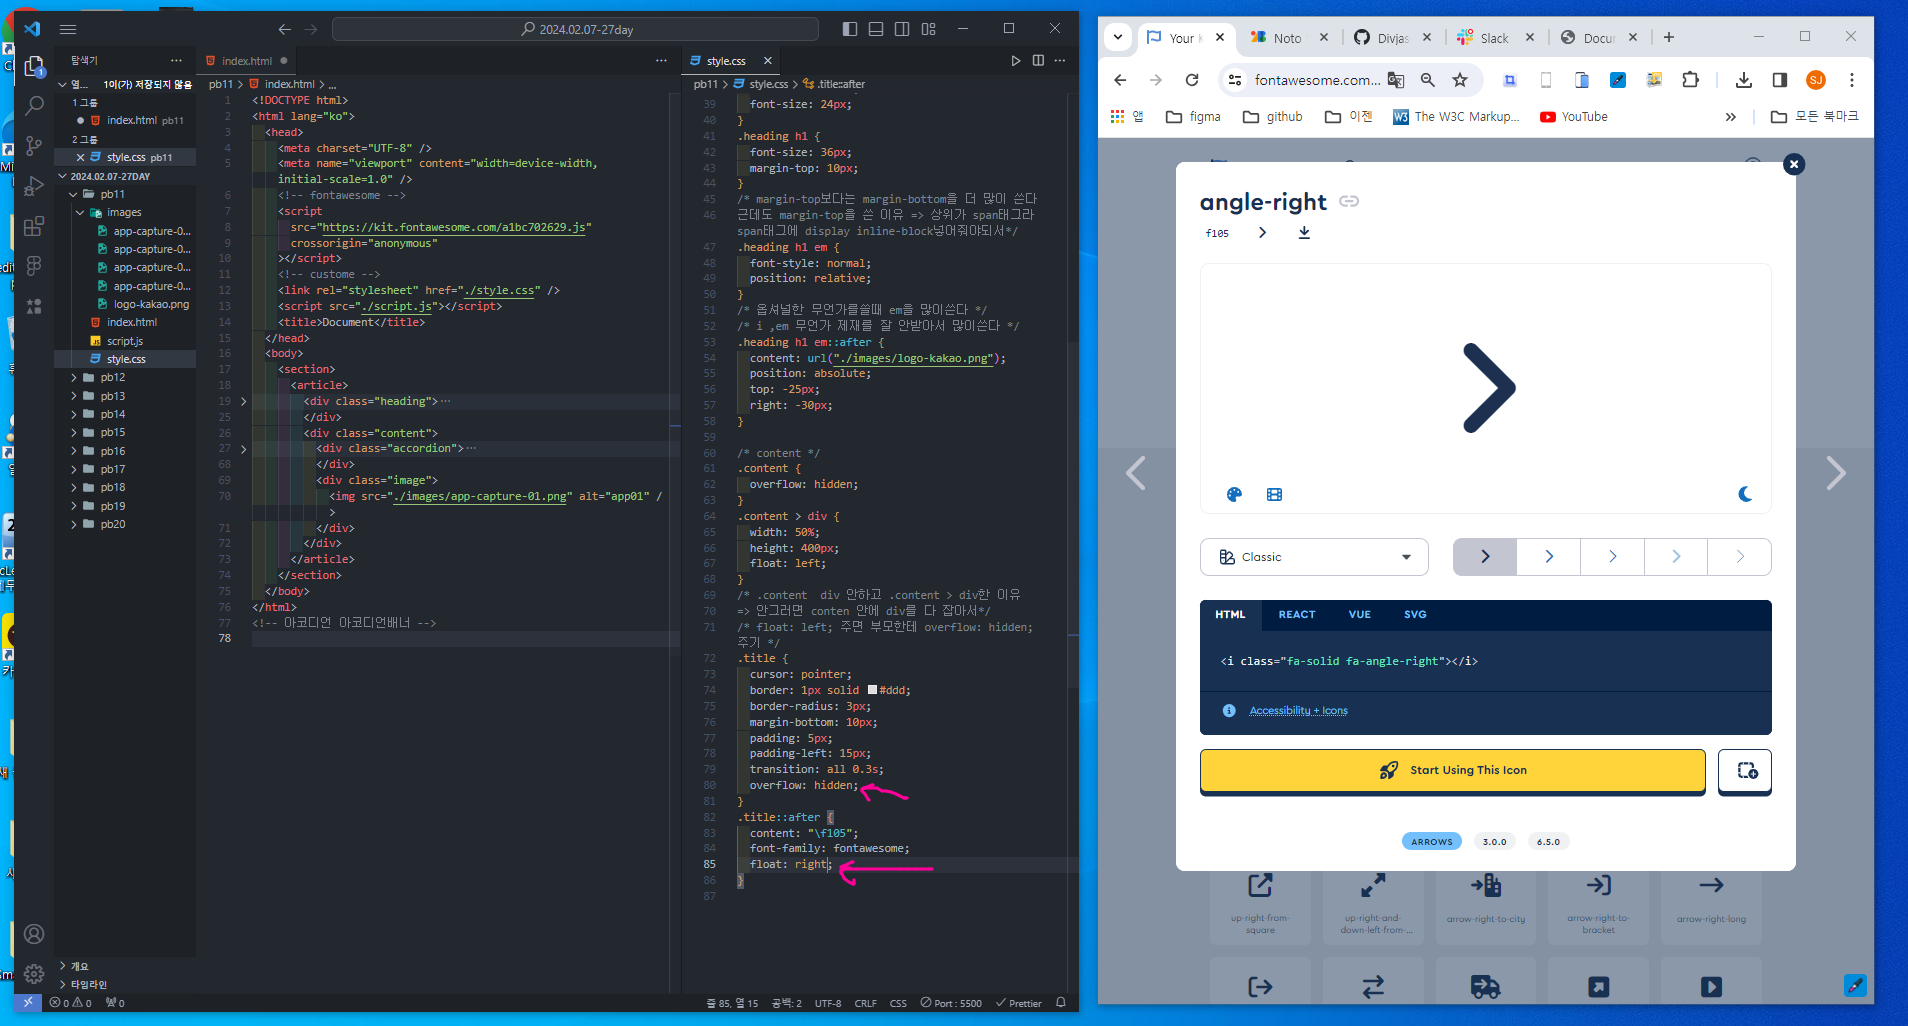 2024.02.07-27day
탐색기
index.html
style.css
열...
1이(가) 저장되지 않음
1 그룹
index.html pb11
2 그룹
style.css pb11
2024.02.07-27DAY
pb11
images
app-capture-0...
app-capture-0...
app-capture-0...
app-capture-0...
logo-kakao.png
index.html
script.js
style.css
pb12
pb13
pb14
pb15
pb16
pb17
pb18
pb19
pb20
개요
타임라인
pb11 > index.html > ...
1 <!DOCTYPE html>
2 <html lang="ko">
3 <head>
4 <meta charset="UTF-8" />
5 <meta name="viewport" content="width=device-width,
initial-scale=1.0" />
6 <!-- fontawesome -->
7 <script
8 src="https://kit.fontawesome.com/a1bc702629.js"
9 crossorigin="anonymous"
10 ></script>
11 <!-- custome -->
12 <link rel="stylesheet" href="./style.css" />
13 <script src="./script.js"></script>
14 <title>Document</title>
15 </head>
16 <body>
17 <section>
18 <article>
19 <div class="heading">...
25 </div>
26 <div class="content">
27 <div class="accordion">...
68 </div>
69 <div class="image">
70 <img src="./images/app-capture-01.png" alt="app01" /
>
71 </div>
72 </div>
73 </article>
74 </section>
75 </body>
76 </html>
77 <!-- 아코디언 아코디언배너 -->
78
pb11 > style.css > .title::after
39 font-size: 24px;
40 }
41 .heading h1 {
42 font-size: 36px;
43 margin-top: 10px;
44 }
45 /* margin-top보다는 margin-bottom을 더 많이 쓴다
46 근데도 margin-top을 쓴 이유 => 상위가 span태그라
span태그에 display inline-block넣어줘야되서*/
47 .heading h1 em {
48 font-style: normal;
49 position: relative;
50 }
51 /* 옵셔널한 무언가를쓸때 em을 많이쓴다 */
52 /* i ,em 무언가 제재를 잘 안받아서 많이쓴다 */
53 .heading h1 em::after {
54 content: url("./images/logo-kakao.png");
55 position: absolute;
56 top: -25px;
57 right: -30px;
58 }
59
60 /* content */
61 .content {
62 overflow: hidden;
63 }
64 .content > div {
65 width: 50%;
66 height: 400px;
67 float: left;
68 }
69 /* .content div 안하고 .content > div한 이유
70 => 안그러면 conten 안에 div를 다 잡아서*/
71 /* float: left; 주면 부모한테 overflow: hidden;
주기 */
72 .title {
73 cursor: pointer;
74 border: 1px solid #ddd;
75 border-radius: 3px;
76 margin-bottom: 10px;
77 padding: 5px;
78 padding-left: 15px;
79 transition: all 0.3s;
80 overflow: hidden;
81 }
82 .title::after {
83 content: "\f105";
84 font-family: fontawesome;
85 float: right;
86 }
87
0 0 0
줄 85, 열 15 공백: 2 UTF-8 CRLF CSS Port : 5500 Prettier
Your Noto Divjas Slack Docur
fontawesome.com...
SJ
앱 figma github 이젠 The W3C Markup... YouTube » 모든 북마크
angle-right
f105
Classic
HTML REACT VUE SVG
<i class="fa-solid fa-angle-right"></i>
Accessibility + Icons
Start Using This Icon
ARROWS 3.0.0 6.5.0
up-right-from-
square
up-right-and-
down-left-from-...
arrow-right-to-city
arrow-right-to-
bracket
arrow-right-long